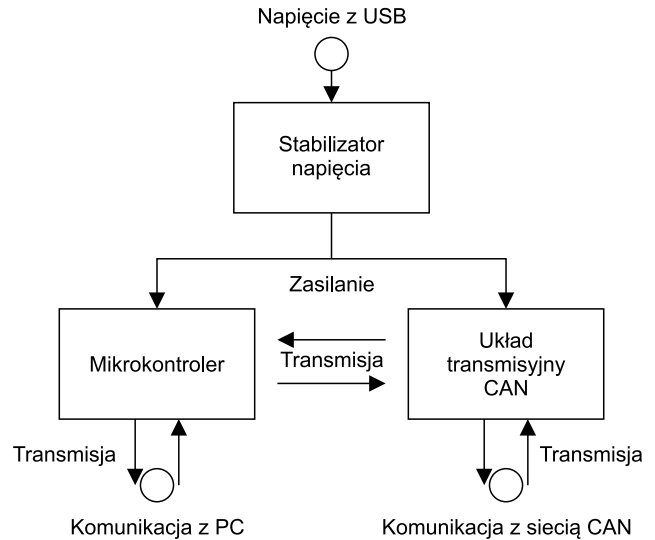 Napięcie z USB
Stabilizator
napięcia
Zasilanie
Mikrokontroler
Transmisja
Układ
transmisyjny
CAN
Transmisja
Transmisja
Komunikacja z PC
Komunikacja z siecią CAN